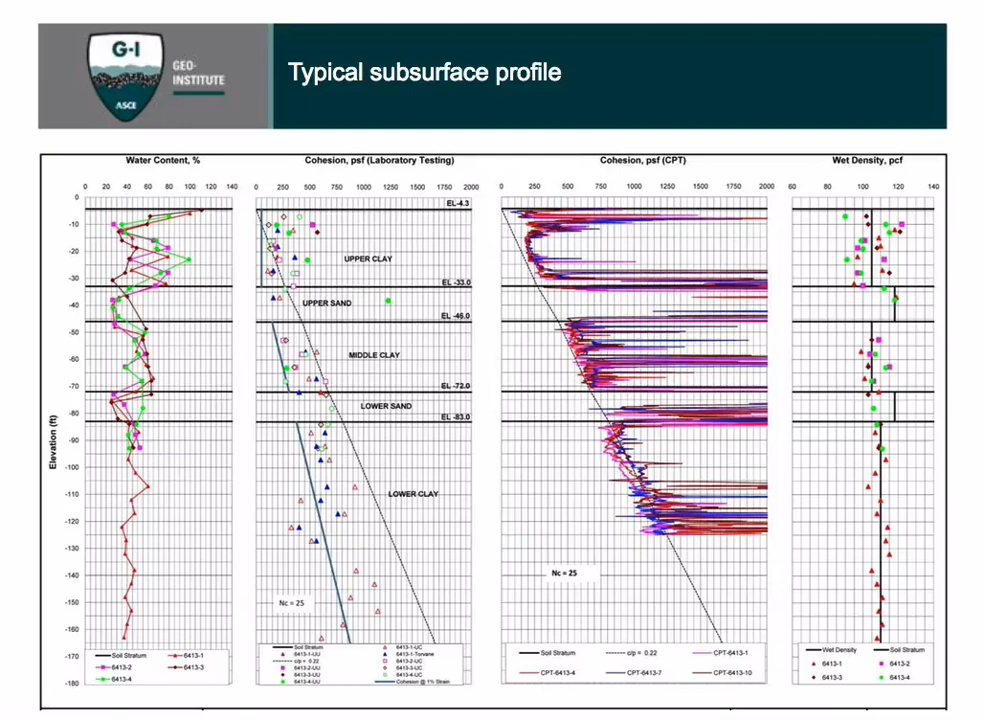 G-I
GEO-
INSTITUTE
ASCE
Typical subsurface profile
Water Content, %
0 20 40 60 80 100 120 140
Elevation (ft)
0
-10
-20
-30
-40
-50
-60
-70
-80
-90
-100
-110
-120
-130
-140
-150
-160
-170
-180
Soil Stratum 6413-1
6413-2 6413-3
6413-4
Cohesion, psf (Laboratory Testing)
0 250 500 750 1000 1250 1500 1750 2000
EL-4.3
UPPER CLAY
EL -33.0
UPPER SAND
EL -46.0
MIDDLE CLAY
EL -72.0
LOWER SAND
EL -83.0
LOWER CLAY
Nc = 25
Soil Stratum 6413-1-UC
6413-1-UU 6413-1-Torvane
c/p = 0.22 6413-2-UC
6413-2-UU 6413-3-UC
6413-3-UU 6413-4-UC
6413-4-UU Cohesion @ 1% Strain
Cohesion, psf (CPT)
0 250 500 750 1000 1250 1500 1750 2000
Nc = 25
Soil Stratum c/p = 0.22 CPT-6413-1
CPT-6413-4 CPT-6413-7 CPT-6413-10
Wet Density, pcf
60 80 100 120 140
Wet Density Soil Stratum
6413-1 6413-2
6413-3 6413-4